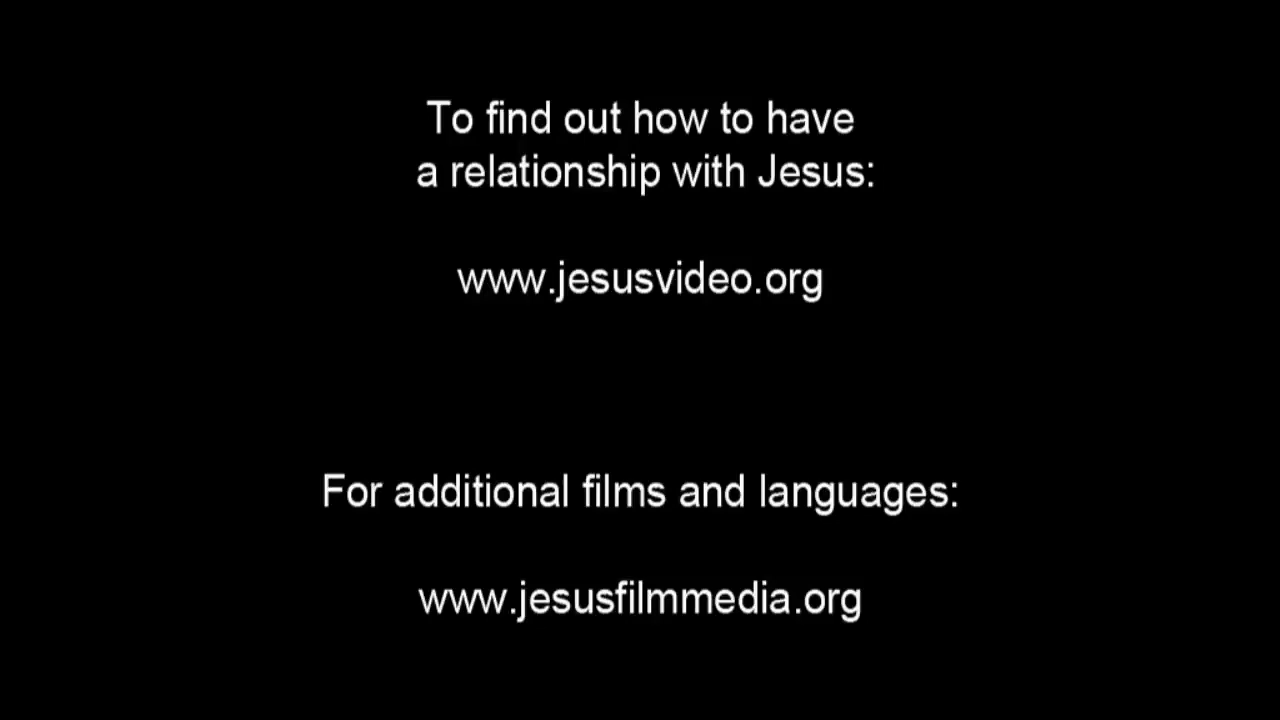 To find out how to have
a relationship with Jesus:
www.jesusvideo.org
For additional films and languages:
www.jesusfilmmedia.org